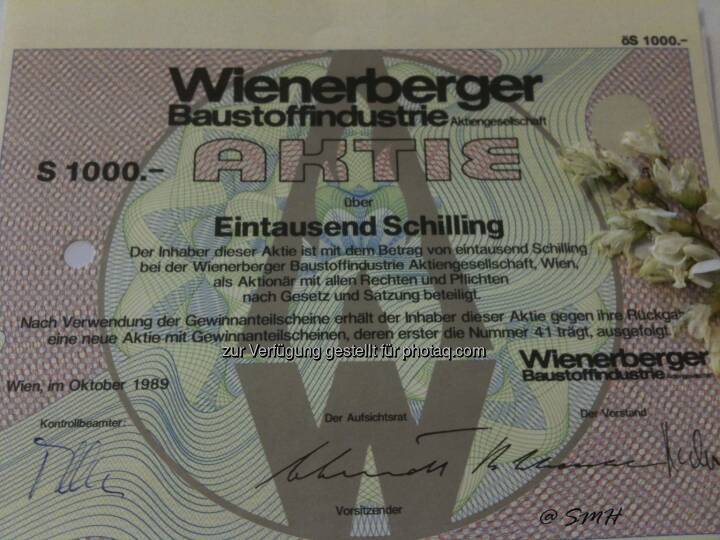 öS 1000.-
Wienerberger
Baustoffindustrie Aktiengesellschaft
S 1000.- AKTIE
über
Eintausend Schilling
Der Inhaber dieser Aktie ist mit dem Betrag von eintausend Schilling
bei der Wienerberger Baustoffindustrie Aktiengesellschaft, Wien,
als Aktionär mit allen Rechten und Pflichten
nach Gesetz und Satzung beteiligt.
Nach Verwendung der Gewinnanteilscheine erhält der Inhaber dieser Aktie gegen ihre Rückga
eine neue Aktie mit Gewinnanteilscheinen, deren erster die Nummer 41 trägt, ausgefolgt.
zur Verfügung gestellt für photaq.com
Wienerberger
Baustoffindustrie Aktiengesellschaft
Wien, im Oktober 1989
Kontrollbeamter: Der Aufsichtsrat Der Vorstand
Vorsitzender
@ SMH